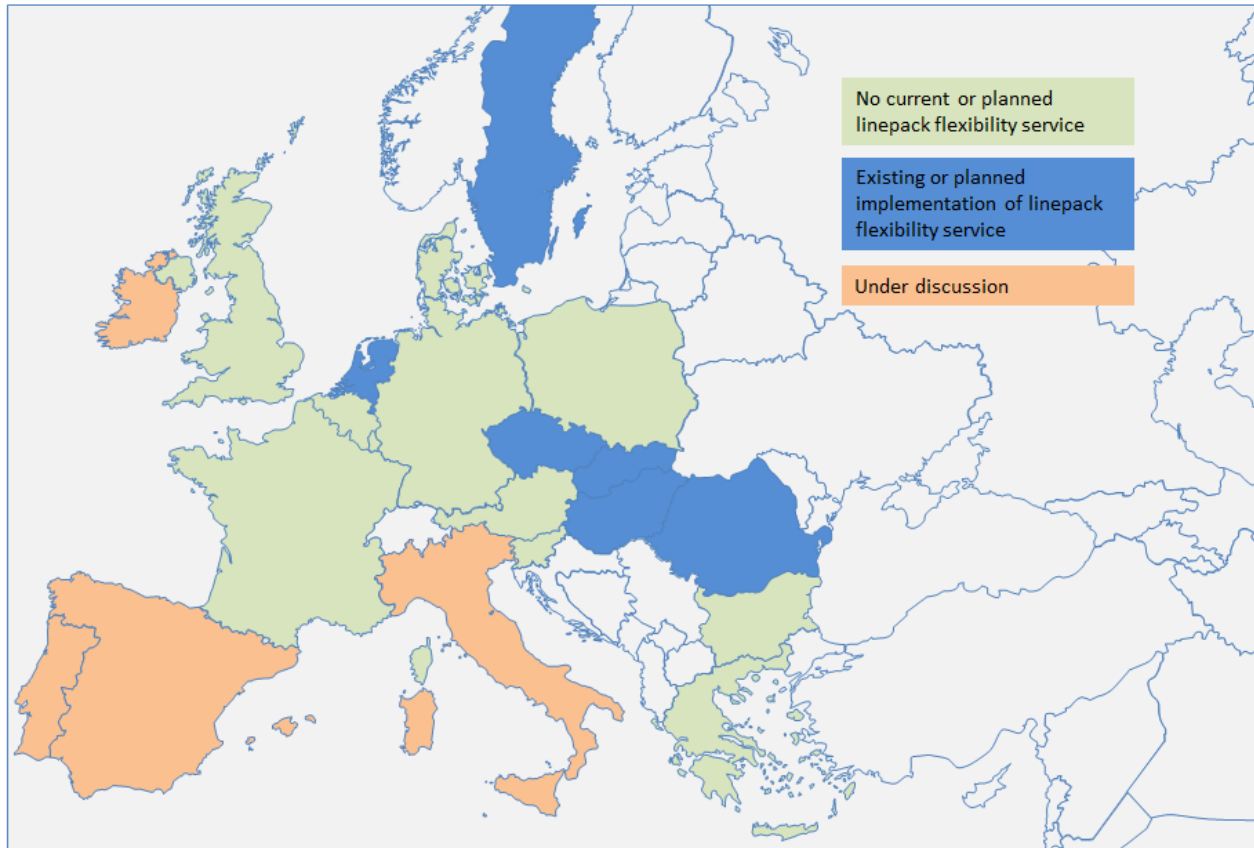 No current or planned
linepack flexibility service
Existing or planned
implementation of linepack
flexibility service
Under discussion